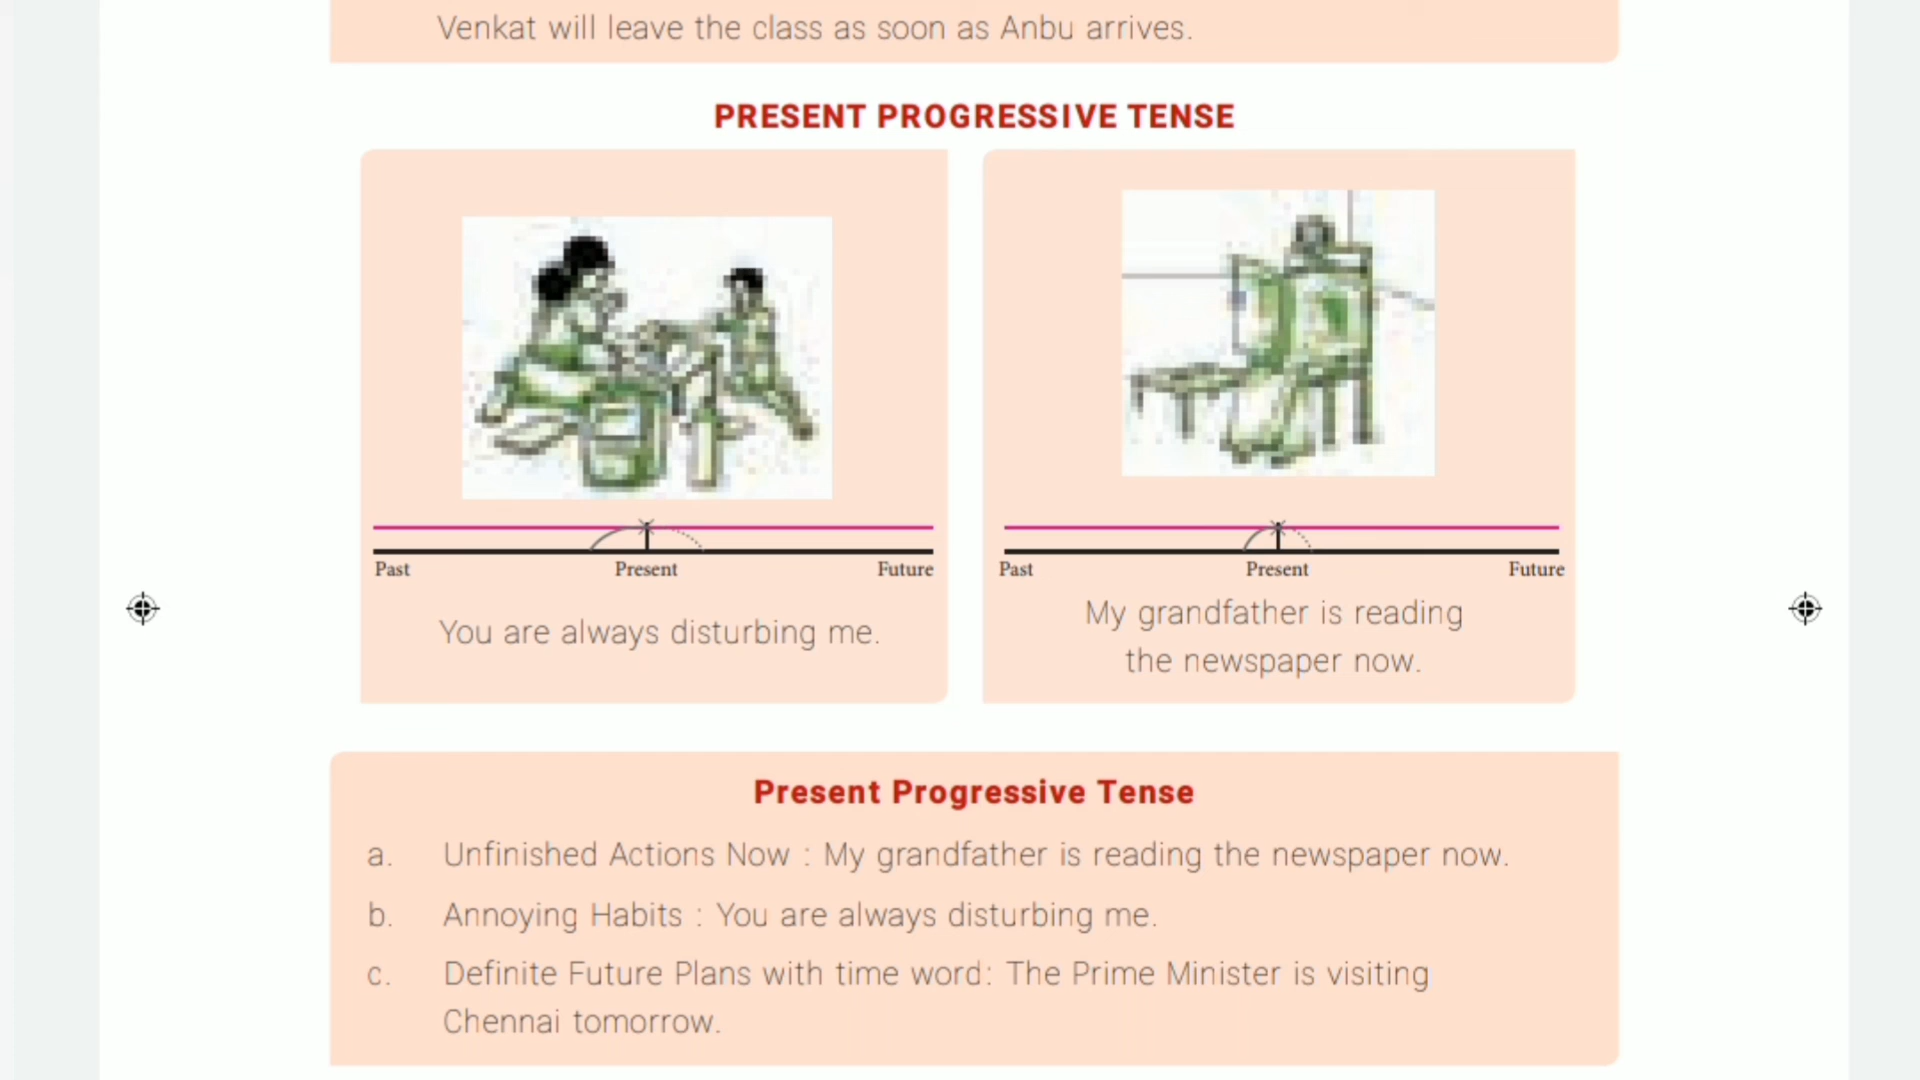 Venkat will leave the class as soon as Anbu arrives.
PRESENT PROGRESSIVE TENSE
Past Present Future
You are always disturbing me.
Past Present Future
My grandfather is reading
the newspaper now.
Present Progressive Tense
a. Unfinished Actions Now : My grandfather is reading the newspaper now.
b. Annoying Habits : You are always disturbing me.
c. Definite Future Plans with time word: The Prime Minister is visiting
Chennai tomorrow.